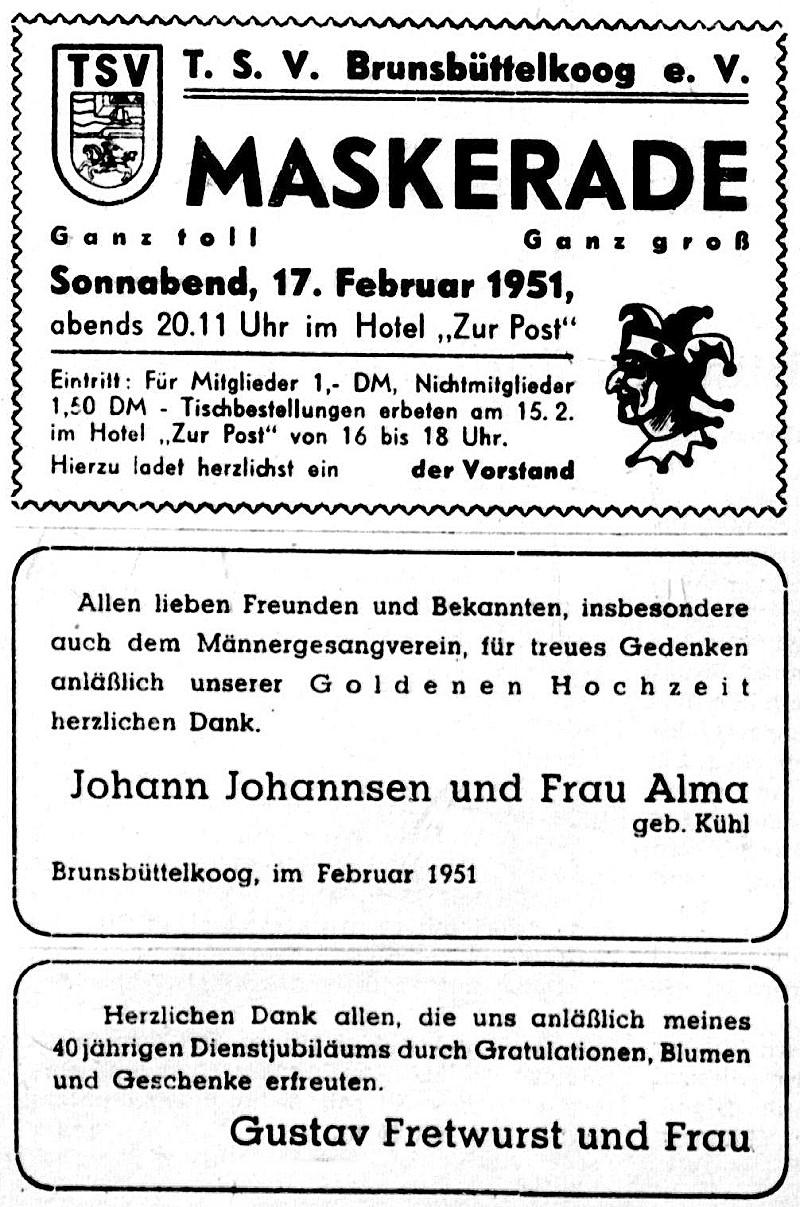 TSV
T. S. V. Brunsbüttelkoog e. V.
MASKERADE
Ganz toll Ganz groß
Sonnabend, 17. Februar 1951,
abends 20.11 Uhr im Hotel „Zur Post“
Eintritt: Für Mitglieder 1,- DM, Nichtmitglieder
1,50 DM - Tischbestellungen erbeten am 15. 2.
im Hotel „Zur Post“ von 16 bis 18 Uhr.
Hierzu ladet herzlichst ein der Vorstand
Allen lieben Freunden und Bekannten, insbesondere
auch dem Männergesangverein, für treues Gedenken
anläßlich unserer Goldenen Hochzeit
herzlichen Dank.
Johann Johannsen und Frau Alma
geb. Kühl
Brunsbüttelkoog, im Februar 1951
Herzlichen Dank allen, die uns anläßlich meines
40jährigen Dienstjubiläums durch Gratulationen, Blumen
und Geschenke erfreuten.
Gustav Fretwurst und Frau